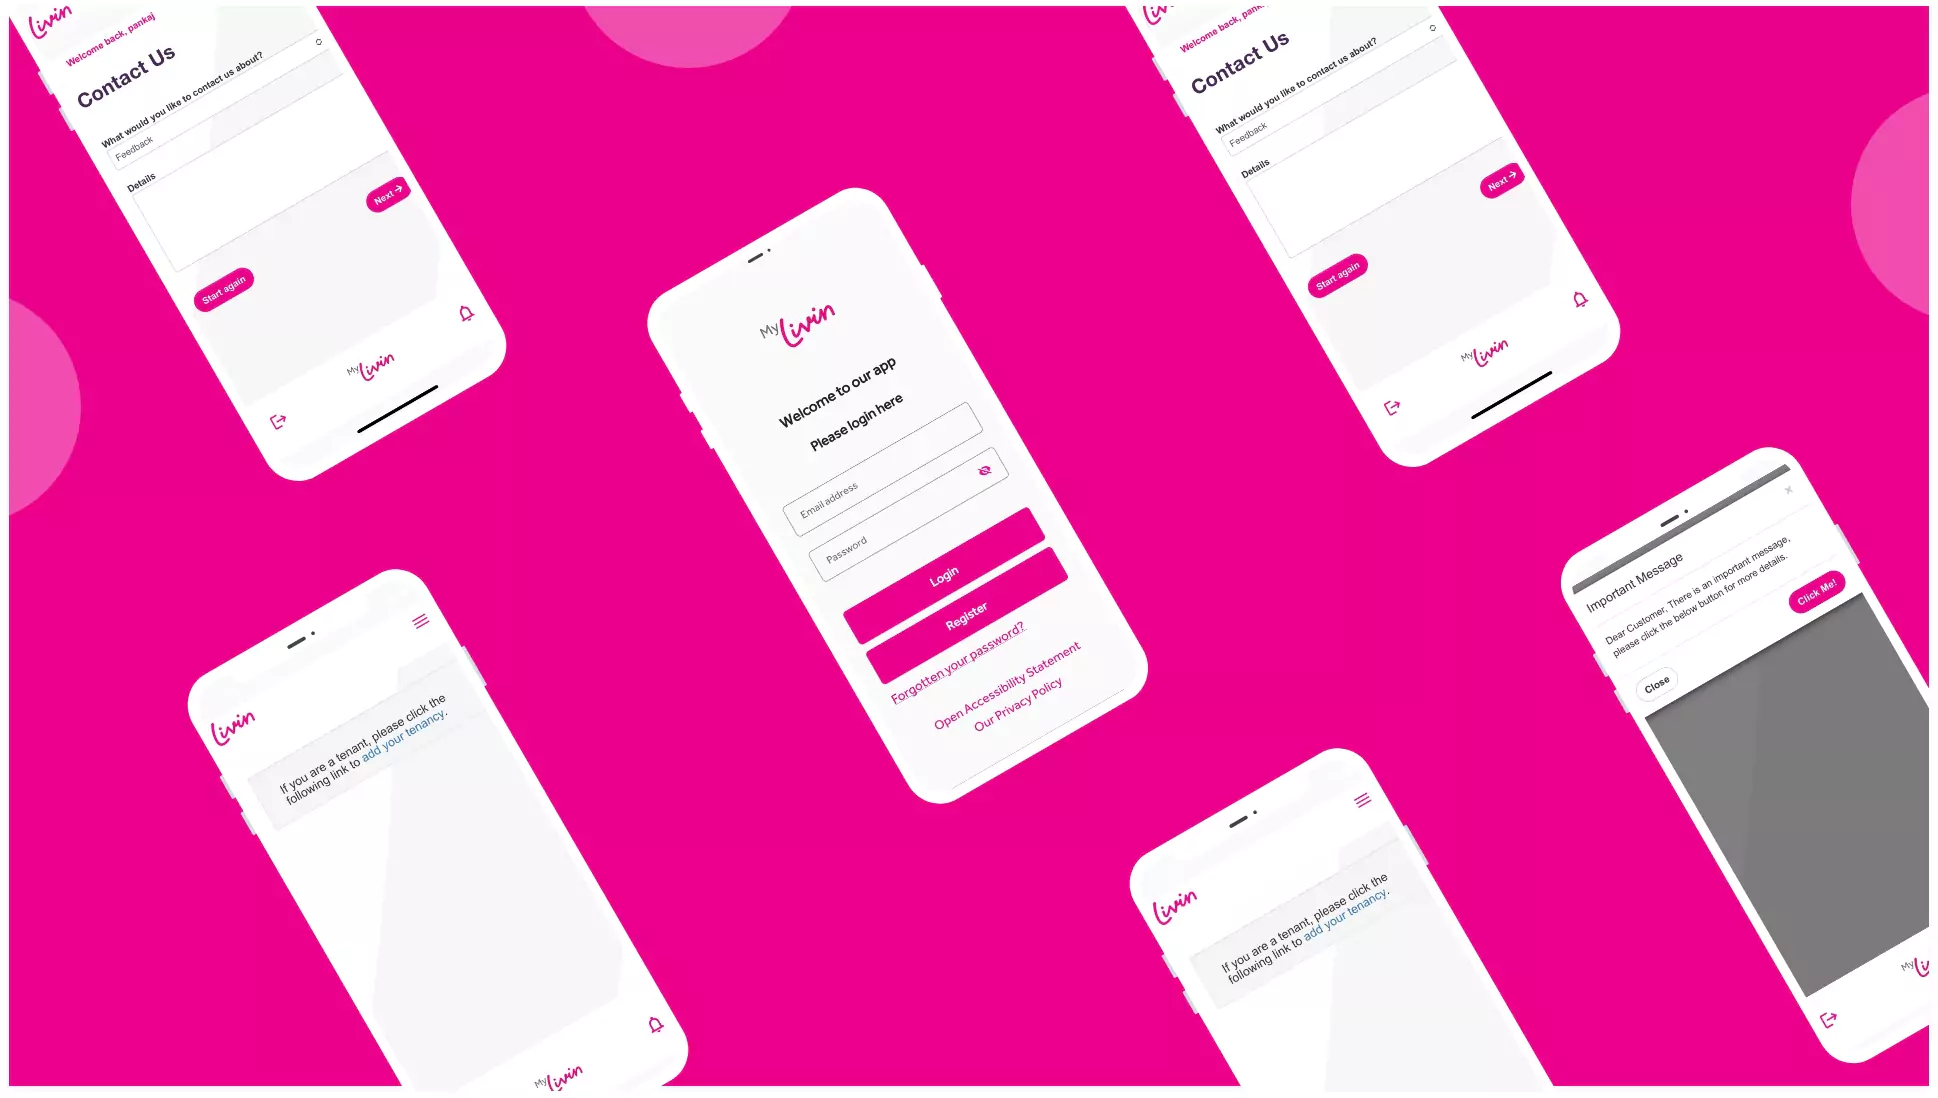 Livin
Welcome back, pankaj
Contact Us
What would you like to contact us about?
Feedback
Details
Next →
Start again
My Livin
Welcome back, pankaj
Contact Us
What would you like to contact us about?
Feedback
Details
Next →
Start again
My Livin
My Livin
Welcome to our app
Please login here
Email address
Password
Login
Register
Forgotten your password?
Open Accessibility Statement
Our Privacy Policy
Important Message
Dear Customer, There is an important message,
please click the below button for more details.
Click Me!
Close
My
Livin
If you are a tenant, please click the
following link to add your tenancy.
My Livin
Livin
If you are a tenant, please click the
following link to add your tenancy.